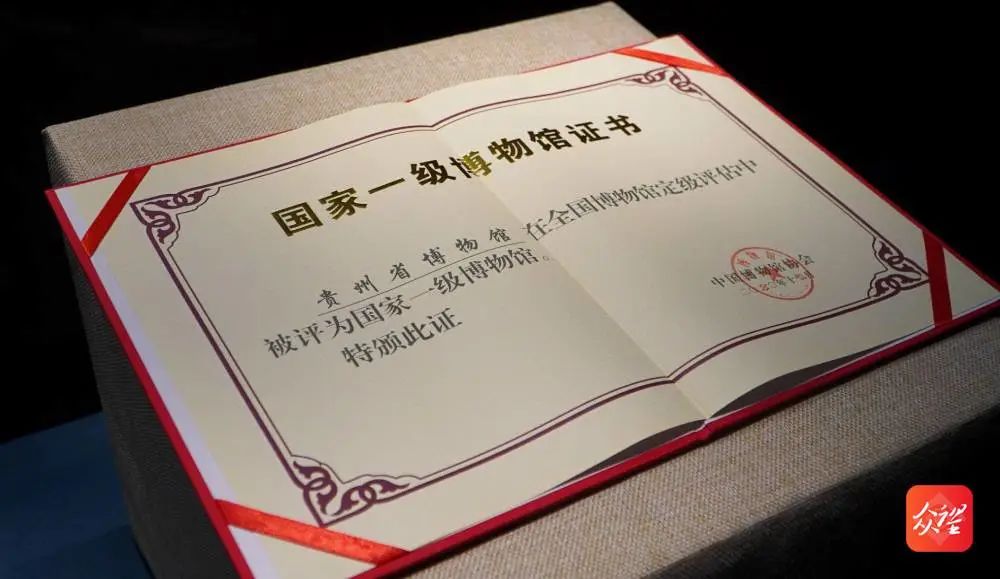 国家一级博物馆证书
贵州省博物馆 在全国博物馆定级评估中
被评为国家一级博物馆。
特颁此证
中国博物馆协会
众望